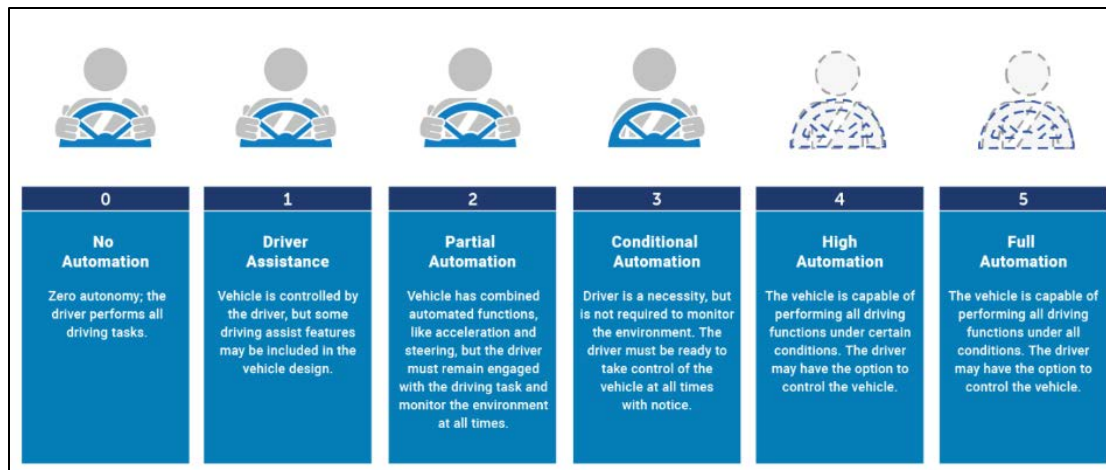 0
No
Automation
Zero autonomy; the
driver performs all
driving tasks.
1
Driver
Assistance
Vehicle is controlled by
the driver, but some
driving assist features
may be included in the
vehicle design.
2
Partial
Automation
Vehicle has combined
automated functions,
like acceleration and
steering, but the driver
must remain engaged
with the driving task and
monitor the environment
at all times.
3
Conditional
Automation
Driver is a necessity, but
is not required to monitor
the environment. The
driver must be ready to
take control of the
vehicle at all times
with notice.
4
High
Automation
The vehicle is capable of
performing all driving
functions under certain
conditions. The driver
may have the option to
control the vehicle.
5
Full
Automation
The vehicle is capable of
performing all driving
functions under all
conditions. The driver
may have the option to
control the vehicle.